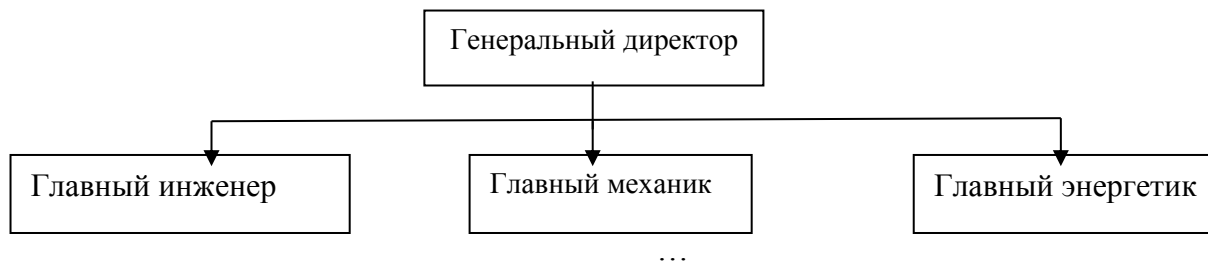 Генеральный директор
Главный инженер
Главный механик
Главный энергетик
…